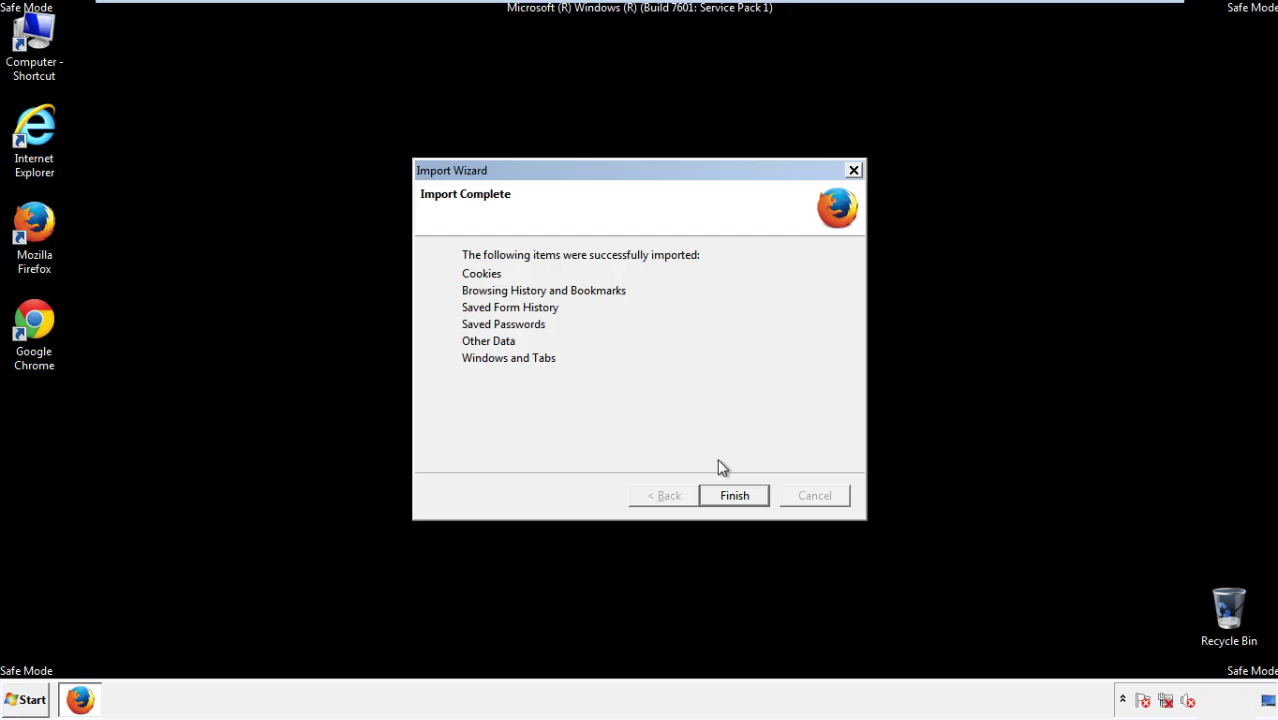 Safe Mode
Microsoft (R) Windows (R) (Build 7601: Service Pack 1)
Safe Mode
Computer -
Shortcut
Internet
Explorer
Mozilla
Firefox
Google
Chrome
Import Wizard
Import Complete
The following items were successfully imported:
Cookies
Browsing History and Bookmarks
Saved Form History
Saved Passwords
Other Data
Windows and Tabs
< Back
Finish
Cancel
Recycle Bin
Safe Mode
Safe Mode
Start